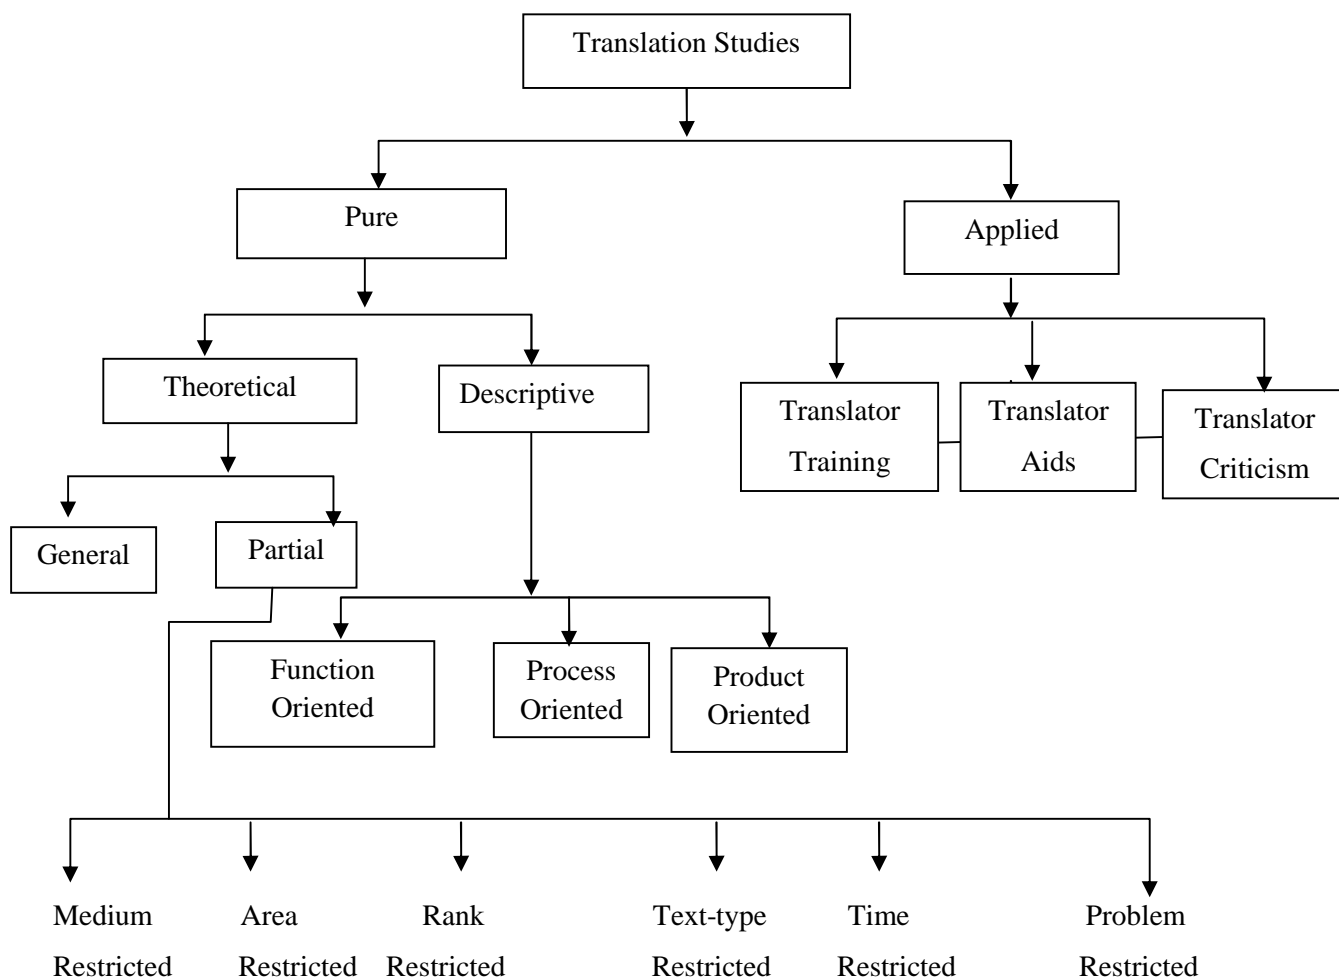 Translation Studies
Pure
Applied
Theoretical
Descriptive
Translator
Training
Translator
Aids
Translator
Criticism
General
Partial
Function
Oriented
Process
Oriented
Product
Oriented
Medium
Restricted
Area
Restricted
Rank
Restricted
Text-type
Restricted
Time
Restricted
Problem
Restricted